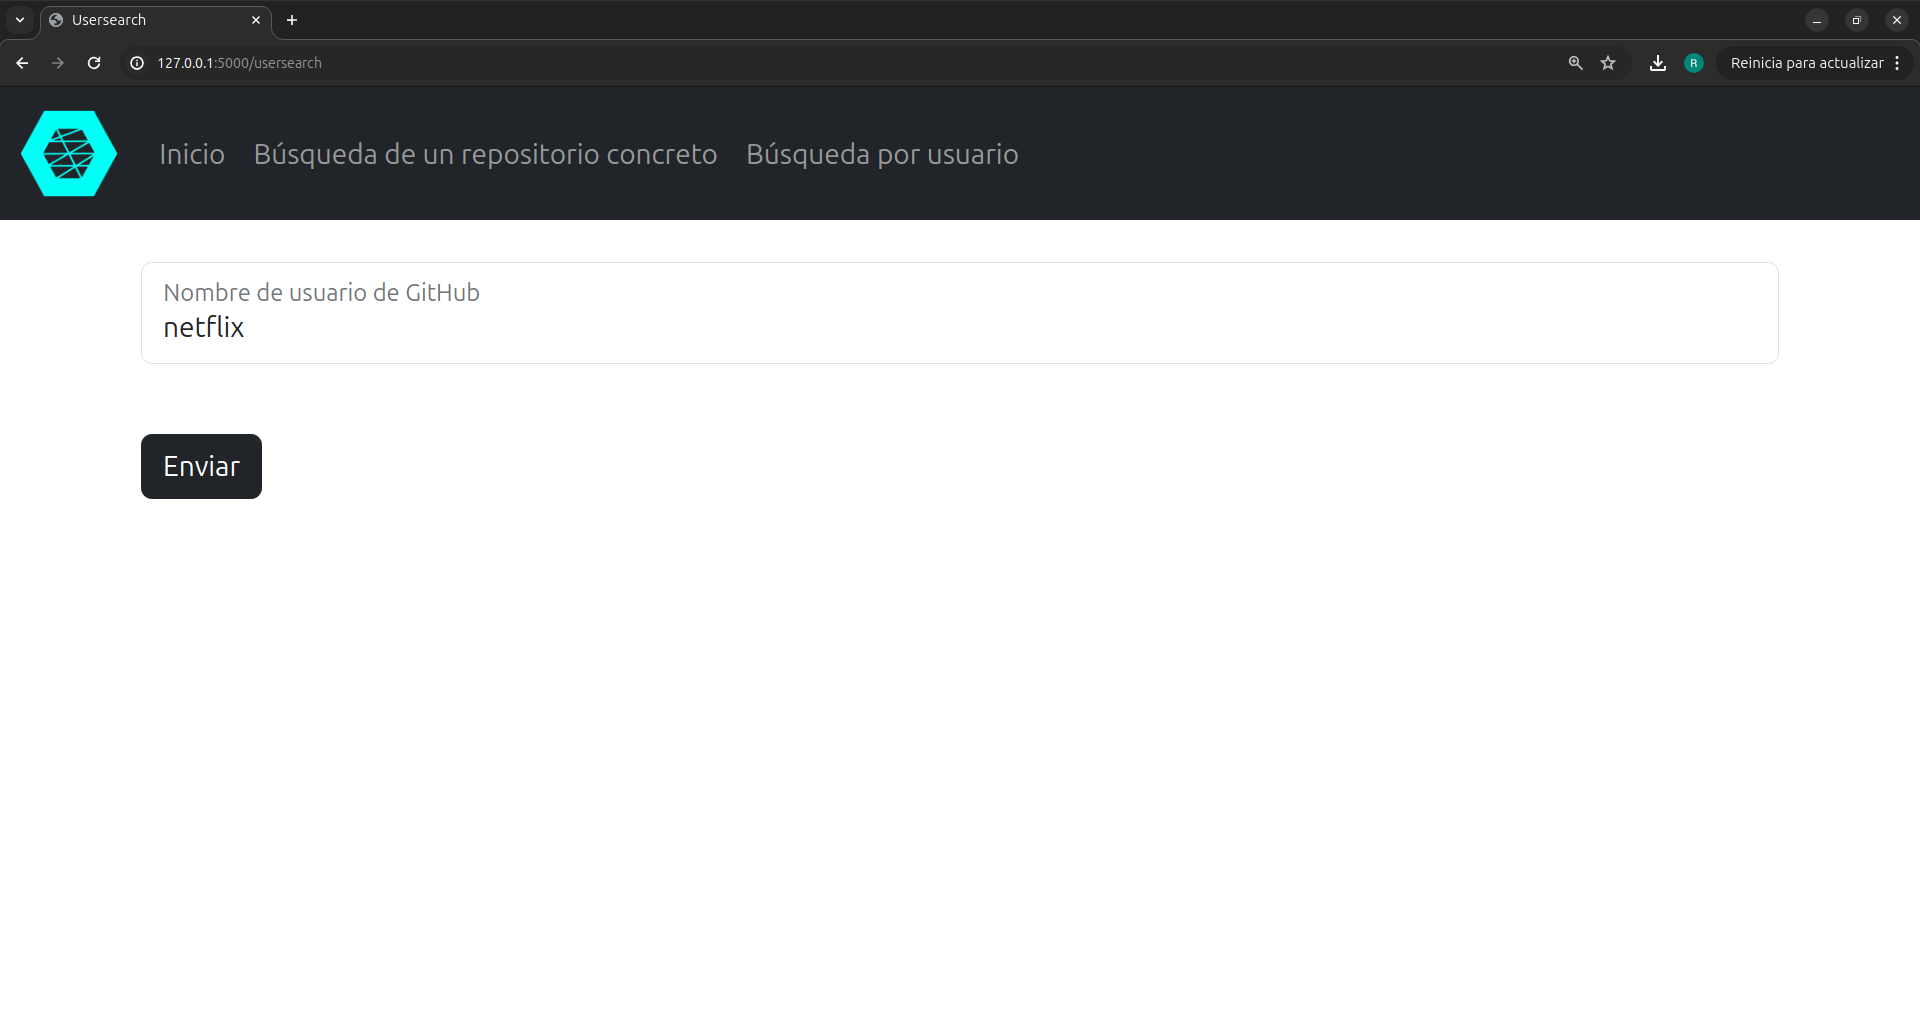 Usersearch
127.0.0.1:5000/usersearch
R
Reinicia para actualizar
Inicio
Búsqueda de un repositorio concreto
Búsqueda por usuario
Nombre de usuario de GitHub
netflix
Enviar